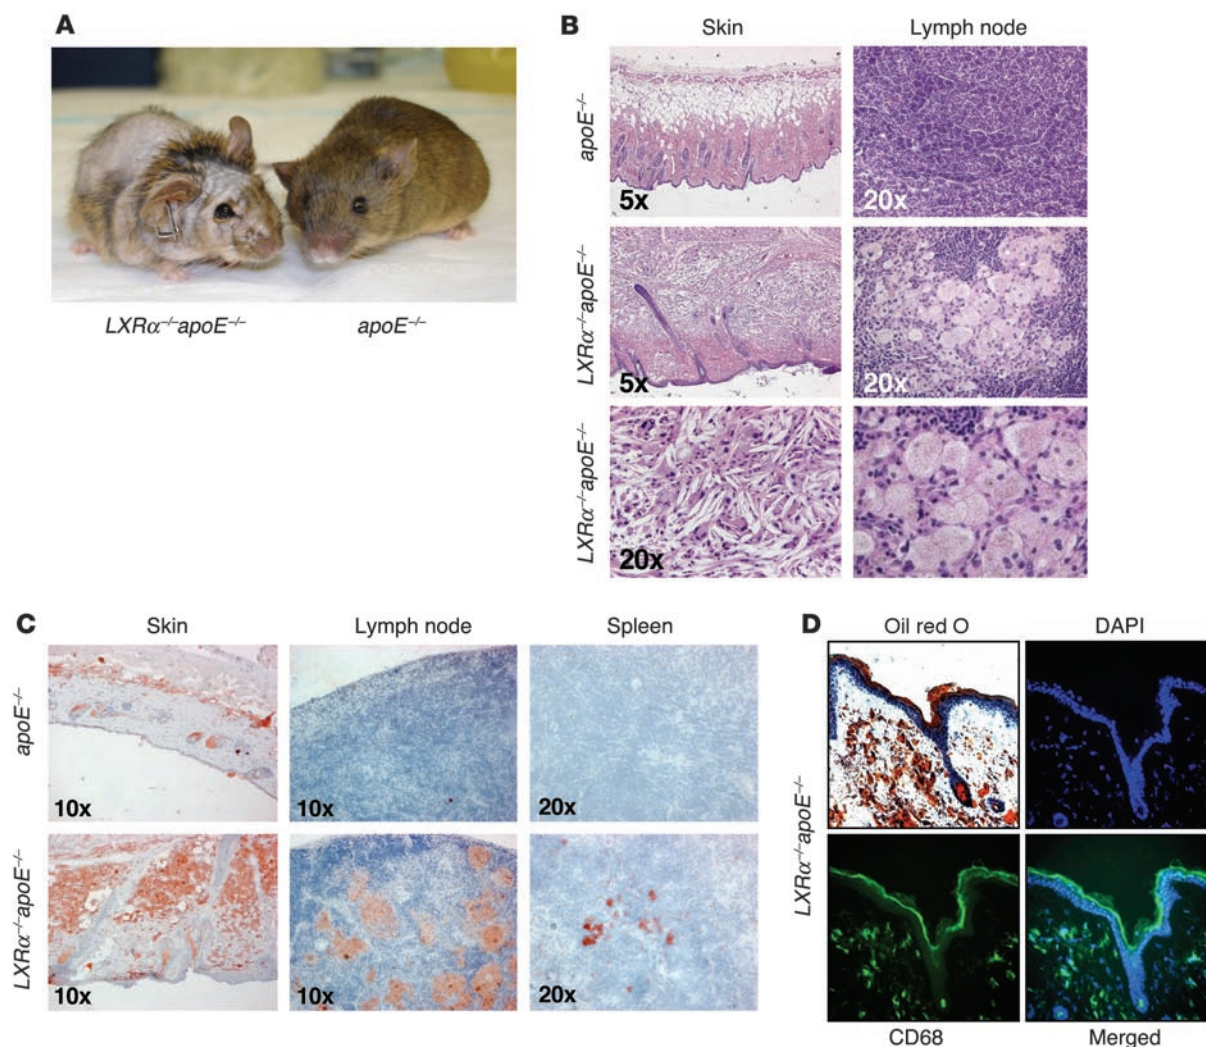 A
LXRα⁻/⁻apoE⁻/⁻
apoE⁻/⁻
B
Skin
Lymph node
apoE⁻/⁻
5x
20x
LXRα⁻/⁻apoE⁻/⁻
5x
20x
LXRα⁻/⁻apoE⁻/⁻
20x
C
Skin
Lymph node
Spleen
apoE⁻/⁻
10x
10x
20x
LXRα⁻/⁻apoE⁻/⁻
10x
10x
20x
D
Oil red O
DAPI
LXRα⁻/⁻apoE⁻/⁻
CD68
Merged